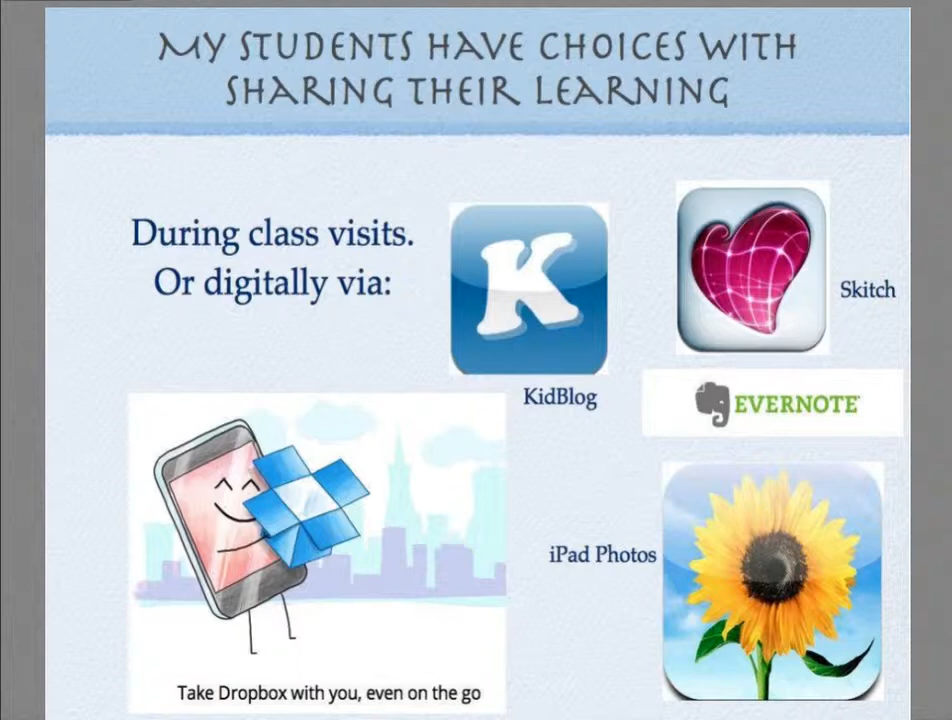 MY STUDENTS HAVE CHOICES WITH
SHARING THEIR LEARNING
During class visits.
Or digitally via:
K
KidBlog
Skitch
EVERNOTE
iPad Photos
Take Dropbox with you, even on the go